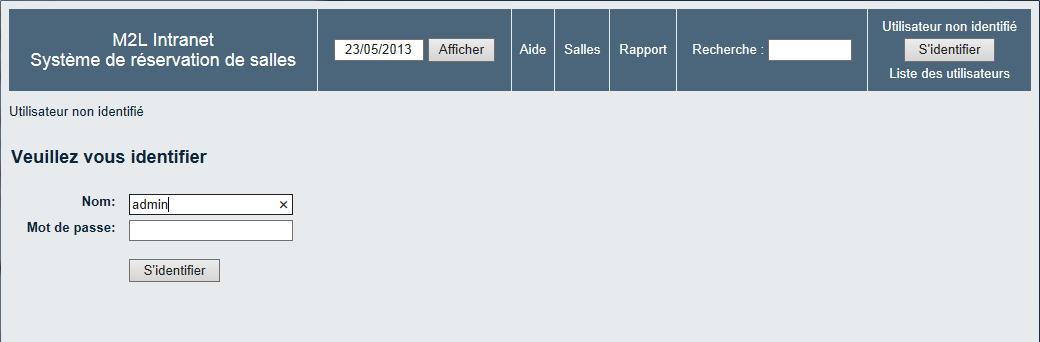 M2L Intranet
Système de réservation de salles
23/05/2013 Afficher
Aide
Salles
Rapport
Recherche :
Utilisateur non identifié
S'identifier
Liste des utilisateurs
Utilisateur non identifié
Veuillez vous identifier
Nom: admin ×
Mot de passe:
S'identifier